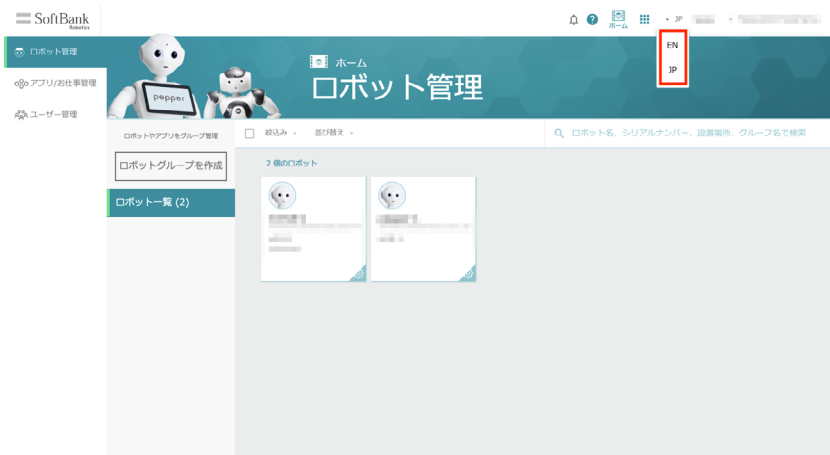 SoftBank
Robotics
ホーム
JP
EN
JP
ロボット管理
アプリ/お仕事管理
ユーザー管理
pepper
ホーム
ロボット管理
ロボットやアプリをグループ管理
ロボットグループを作成
ロボット一覧 (2)
絞込み
並び替え
ロボット名、シリアルナンバー、設置場所、グループ名で検索
2 個のロボット